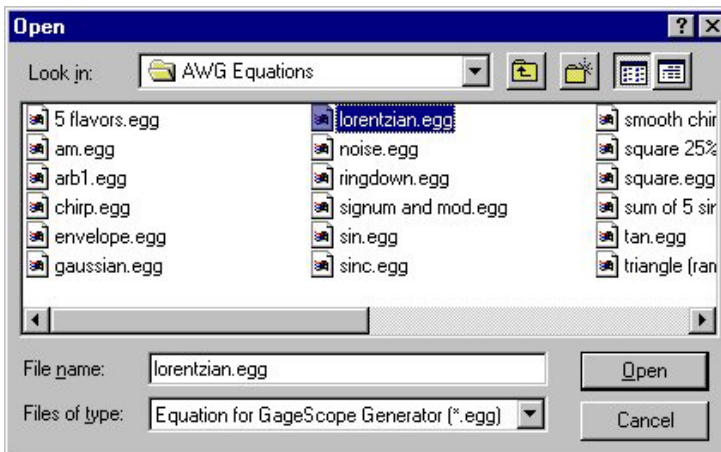 Open
Look in: AWG Equations
5 flavors.egg
am.egg
arb1.egg
chirp.egg
envelope.egg
gaussian.egg
lorentzian.egg
noise.egg
ringdown.egg
signum and mod.egg
sin.egg
sinc.egg
smooth chir
square 25%
square.egg
sum of 5 sir
tan.egg
triangle (ran
File name: lorentzian.egg
Open
Files of type: Equation for GageScope Generator (*.egg)
Cancel